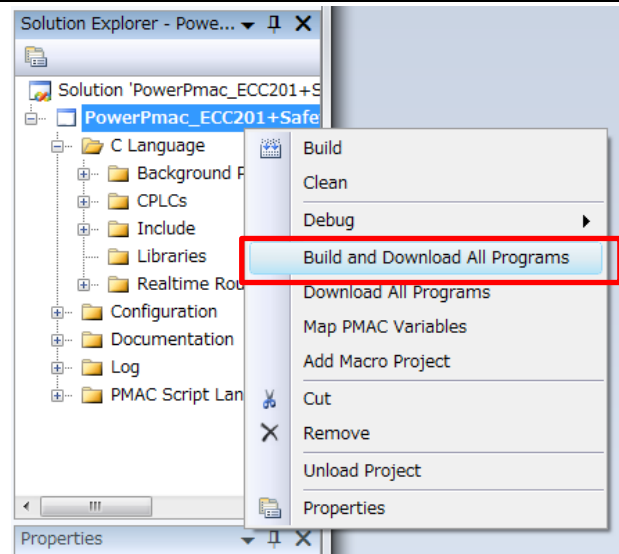 Solution Explorer - Powe...
Solution 'PowerPmac_ECC201+S
PowerPmac_ECC201+Safe
C Language
Background P
CPLCs
Include
Libraries
Realtime Rou
Configuration
Documentation
Log
PMAC Script Lan
Build
Clean
Debug
Build and Download All Programs
Download All Programs
Map PMAC Variables
Add Macro Project
Cut
Remove
Unload Project
Properties
Properties